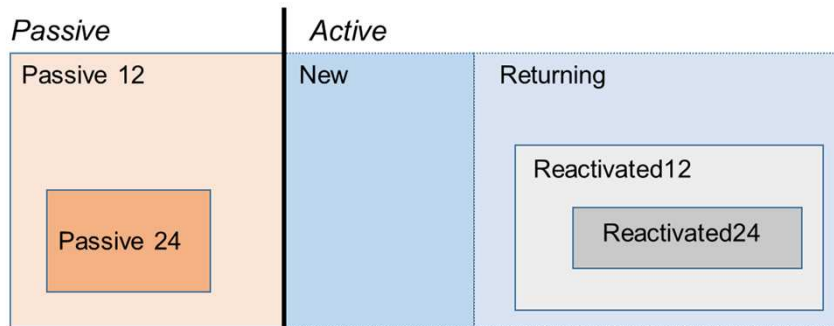 Passive
Active
Passive 12
New
Returning
Reactivated12
Passive 24
Reactivated24